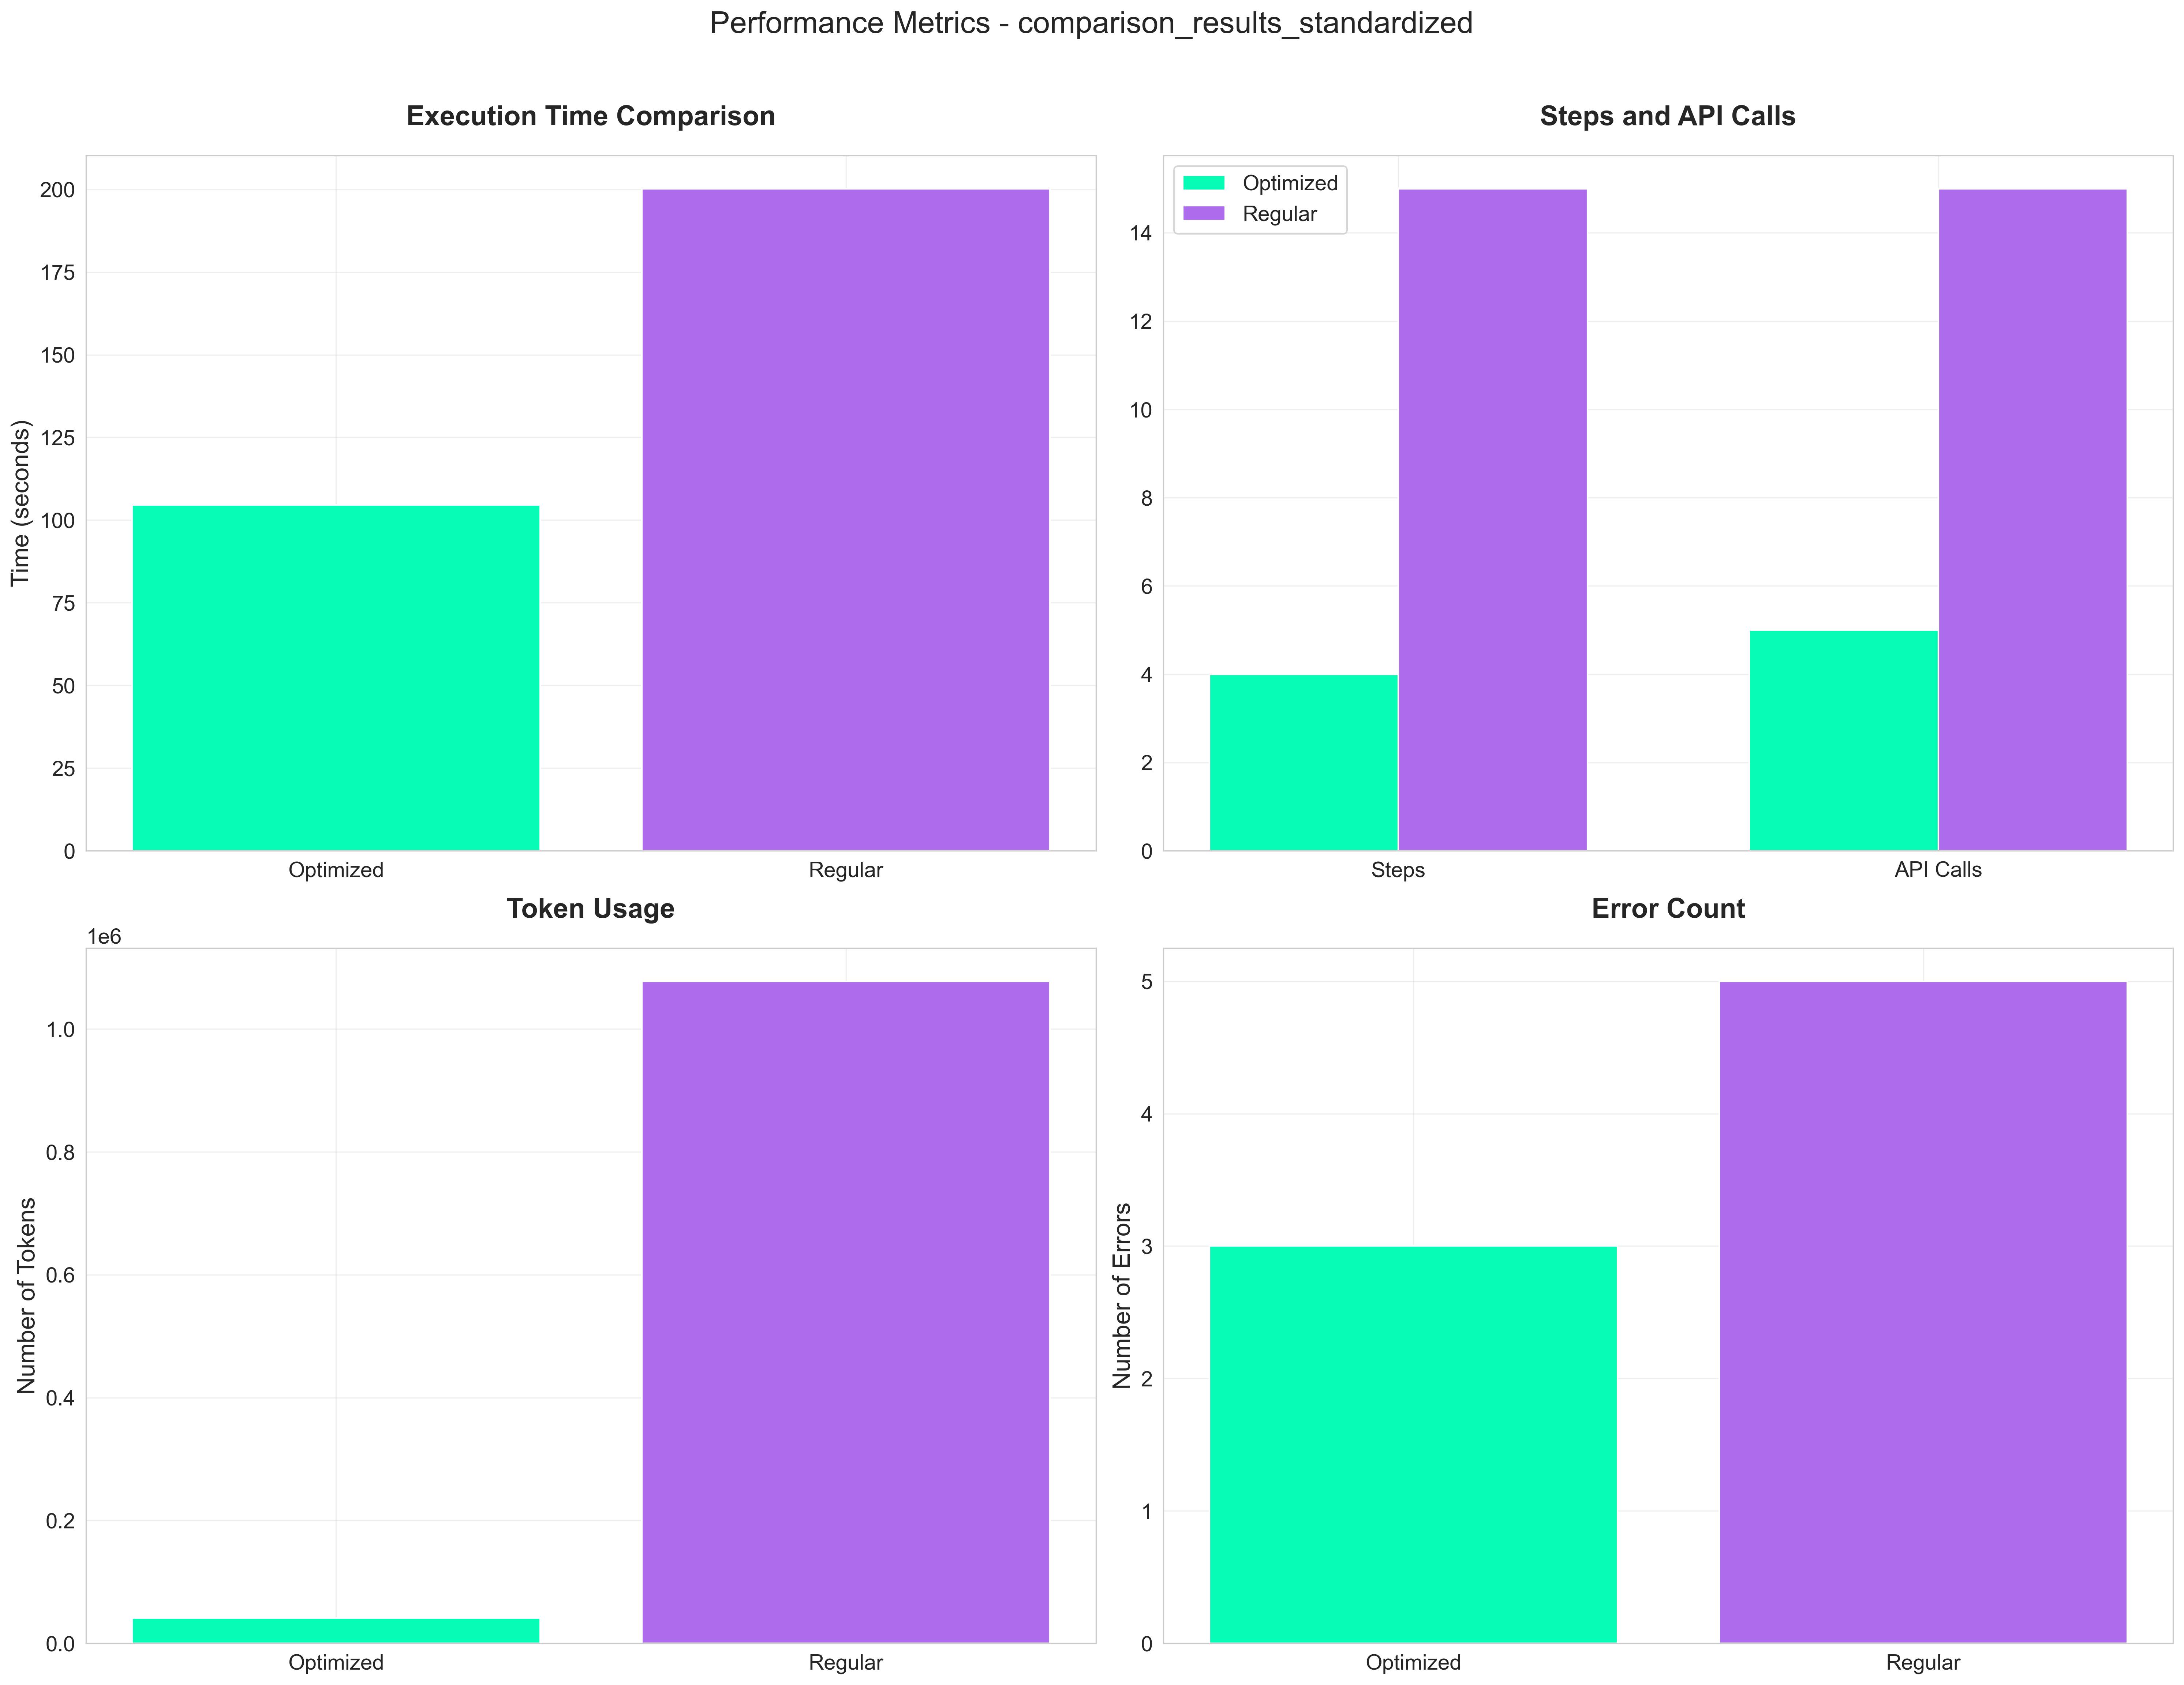 Performance Metrics - comparison_results_standardized
Execution Time Comparison
Time (seconds)
200
175
150
125
100
75
50
25
0
Optimized
Regular
Steps and API Calls
Optimized
Regular
14
12
10
8
6
4
2
0
Steps
API Calls
Token Usage
1e6
Number of Tokens
1.0
0.8
0.6
0.4
0.2
0.0
Optimized
Regular
Error Count
Number of Errors
5
4
3
2
1
0
Optimized
Regular